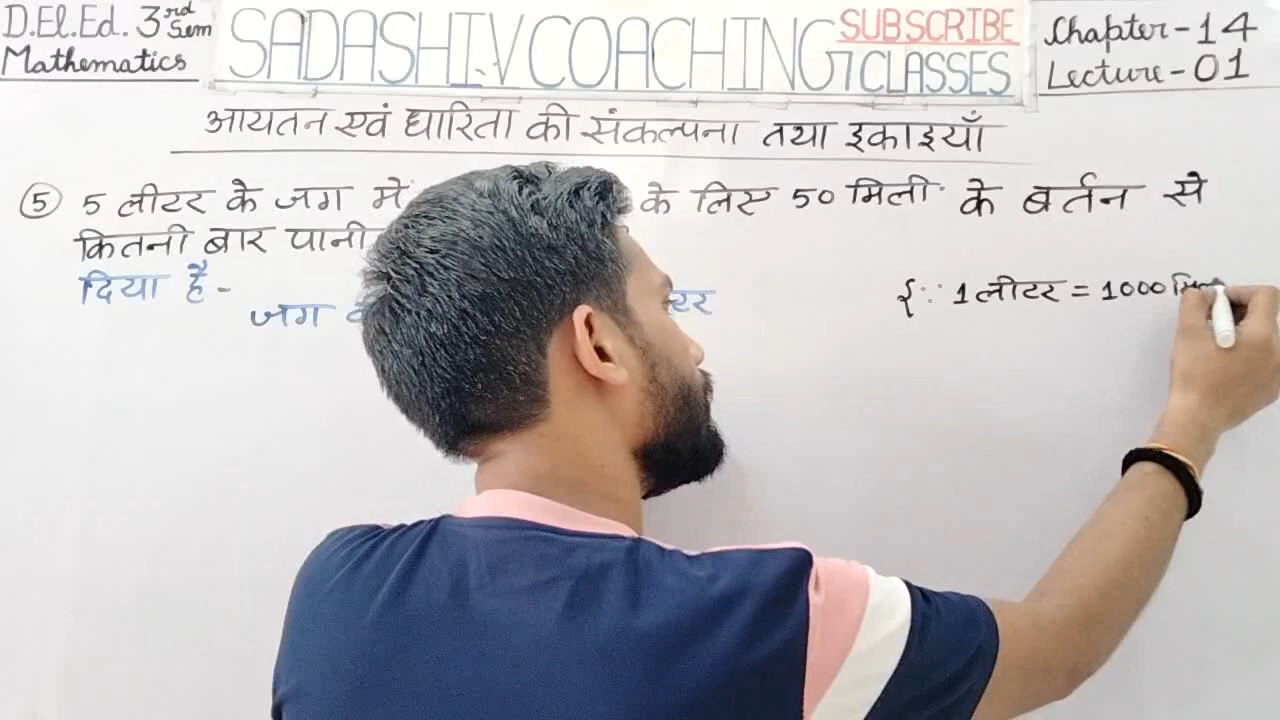 D.El.Ed. 3rd Sem
Mathematics
SADASHIV COACHING CLASSES
SUBSCRIBE
Chapter-14
Lecture-01
आयतन एवं धारिता की संकल्पना तथा इकाइयाँ
5 5 लीटर के जग में के लिए 50 मिली॰ के बर्तन से
कितनी बार पानी
दिया है -
जग
{∵ 1 लीटर = 1000